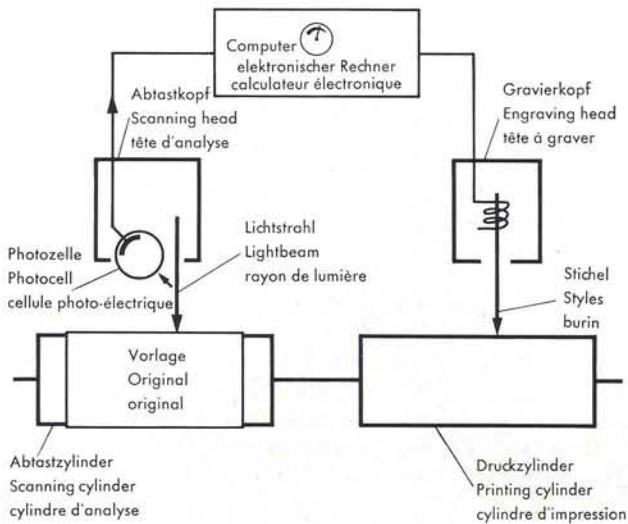 Computer
elektronischer Rechner
calculateur électronique
Abtastkopf
Scanning head
tête d'analyse
Gravierkopf
Engraving head
tête à graver
Photozelle
Photocell
cellule photo-électrique
Lichtstrahl
Lightbeam
rayon de lumière
Stichel
Styles
burin
Vorlage
Original
original
Abtastzylinder
Scanning cylinder
cylindre d'analyse
Druckzylinder
Printing cylinder
cylindre d'impression